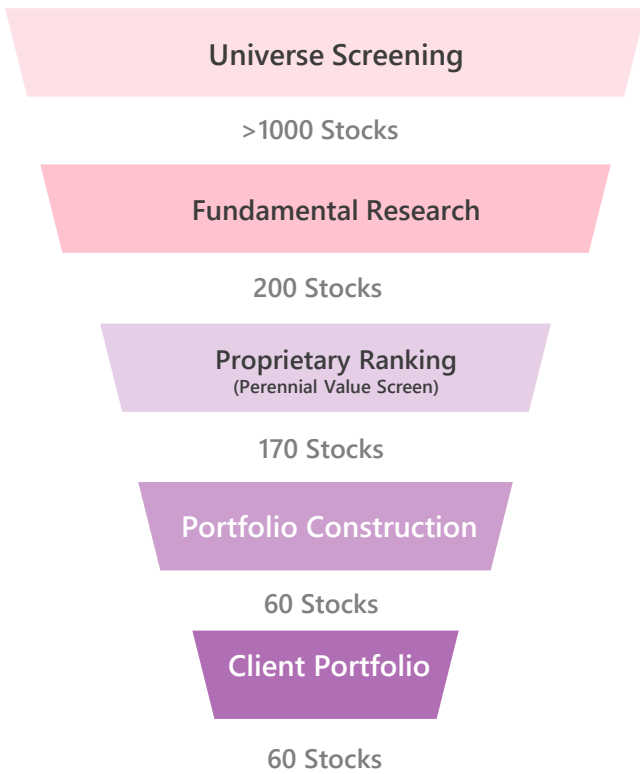 Universe Screening
>1000 Stocks
Fundamental Research
200 Stocks
Proprietary Ranking
(Perennial Value Screen)
170 Stocks
Portfolio Construction
60 Stocks
Client Portfolio
60 Stocks